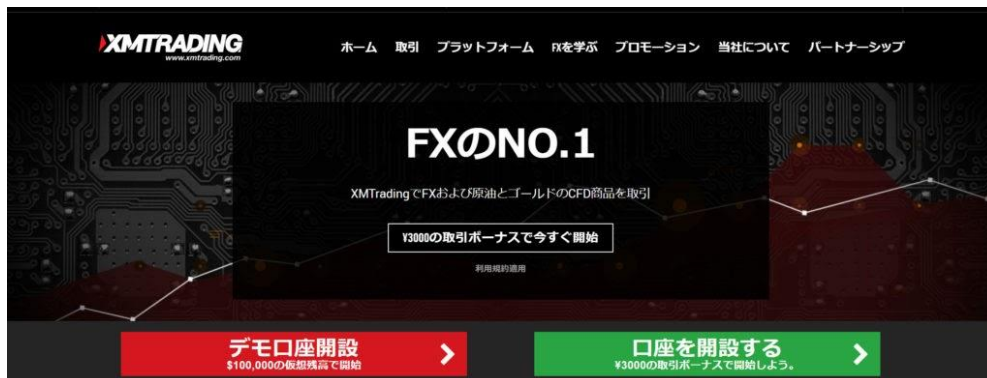 XMTRADING
www.xmtrading.com
ホーム 取引 プラットフォーム FXを学ぶ プロモーション 当社について パートナーシップ
FXのNO.1
XMTradingでFXおよび原油とゴールドのCFD商品を取引
¥3000の取引ボーナスで今すぐ開始
利用規約適用
デモ口座開設
$100,000の仮想残高で開始
口座を開設する
¥3000の取引ボーナスで開始しよう。